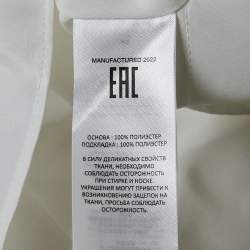 MANUFACTURED 2022
EAC
ОСНОВА : 100% ПОЛИЭСТЕР
ПОДКЛАДКА : 100% ПОЛИЭСТЕР
В СИЛУ ДЕЛИКАТНЫХ СВОЙСТВ
ТКАНИ, НЕОБХОДИМО
СОБЛЮДАТЬ ОСТОРОЖНОСТЬ
ПРИ СТИРКЕ И НОСКЕ
УКРАШЕНИЯ МОГУТ ПРИВЕСТИ К
ВОЗНИКНОВЕНИЮ ЗАЦЕПОК НА
ТКАНИ, ПРОСЬБА СОБЛЮДАТЬ
ОСТОРОЖНОСТЬ.